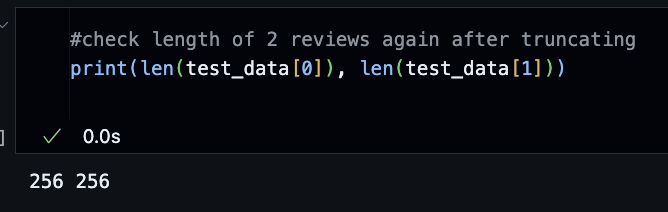 #check length of 2 reviews again after truncating
print(len(test_data[0]), len(test_data[1]))
]
0.0s
256 256